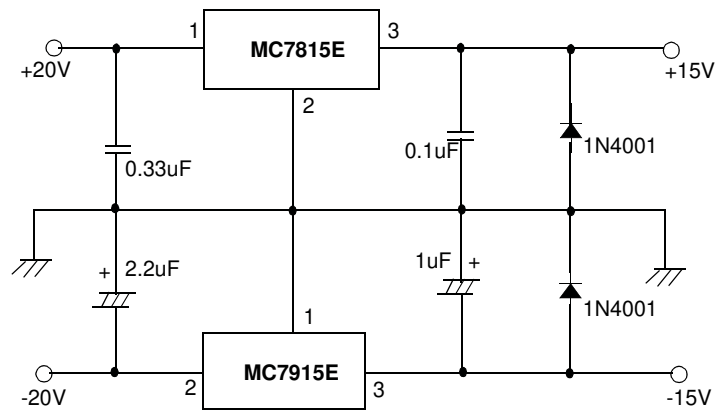 1
MC7815E
3
+20V
+15V
2
0.33uF
0.1uF
1N4001
+
2.2uF
1uF
+
1N4001
1
MC7915E
2
3
-20V
-15V